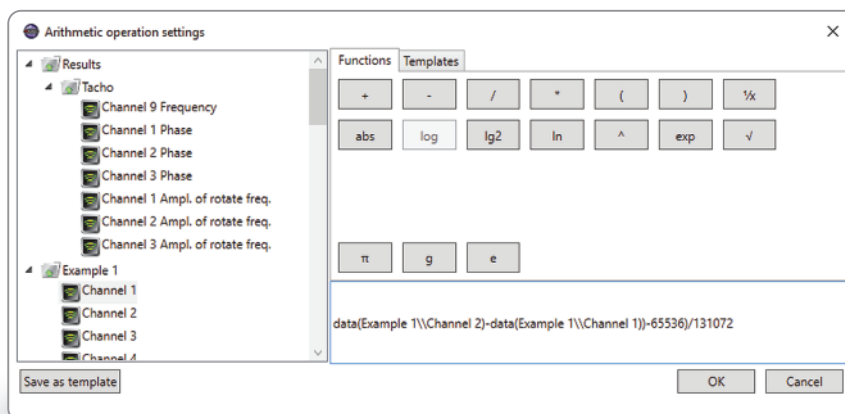 Arithmetic operation settings
Results
Tacho
Channel 9 Frequency
Channel 1 Phase
Channel 2 Phase
Channel 3 Phase
Channel 1 Ampl. of rotate freq.
Channel 2 Ampl. of rotate freq.
Channel 3 Ampl. of rotate freq.
Example 1
Channel 1
Channel 2
Channel 3
Channel 4
Save as template
Functions Templates
+ - / * ( ) ¹⁄x
abs log lg2 ln ^ exp √
π g e
data(Example 1\\Channel 2)-data(Example 1\\Channel 1))-65536)/131072
OK Cancel